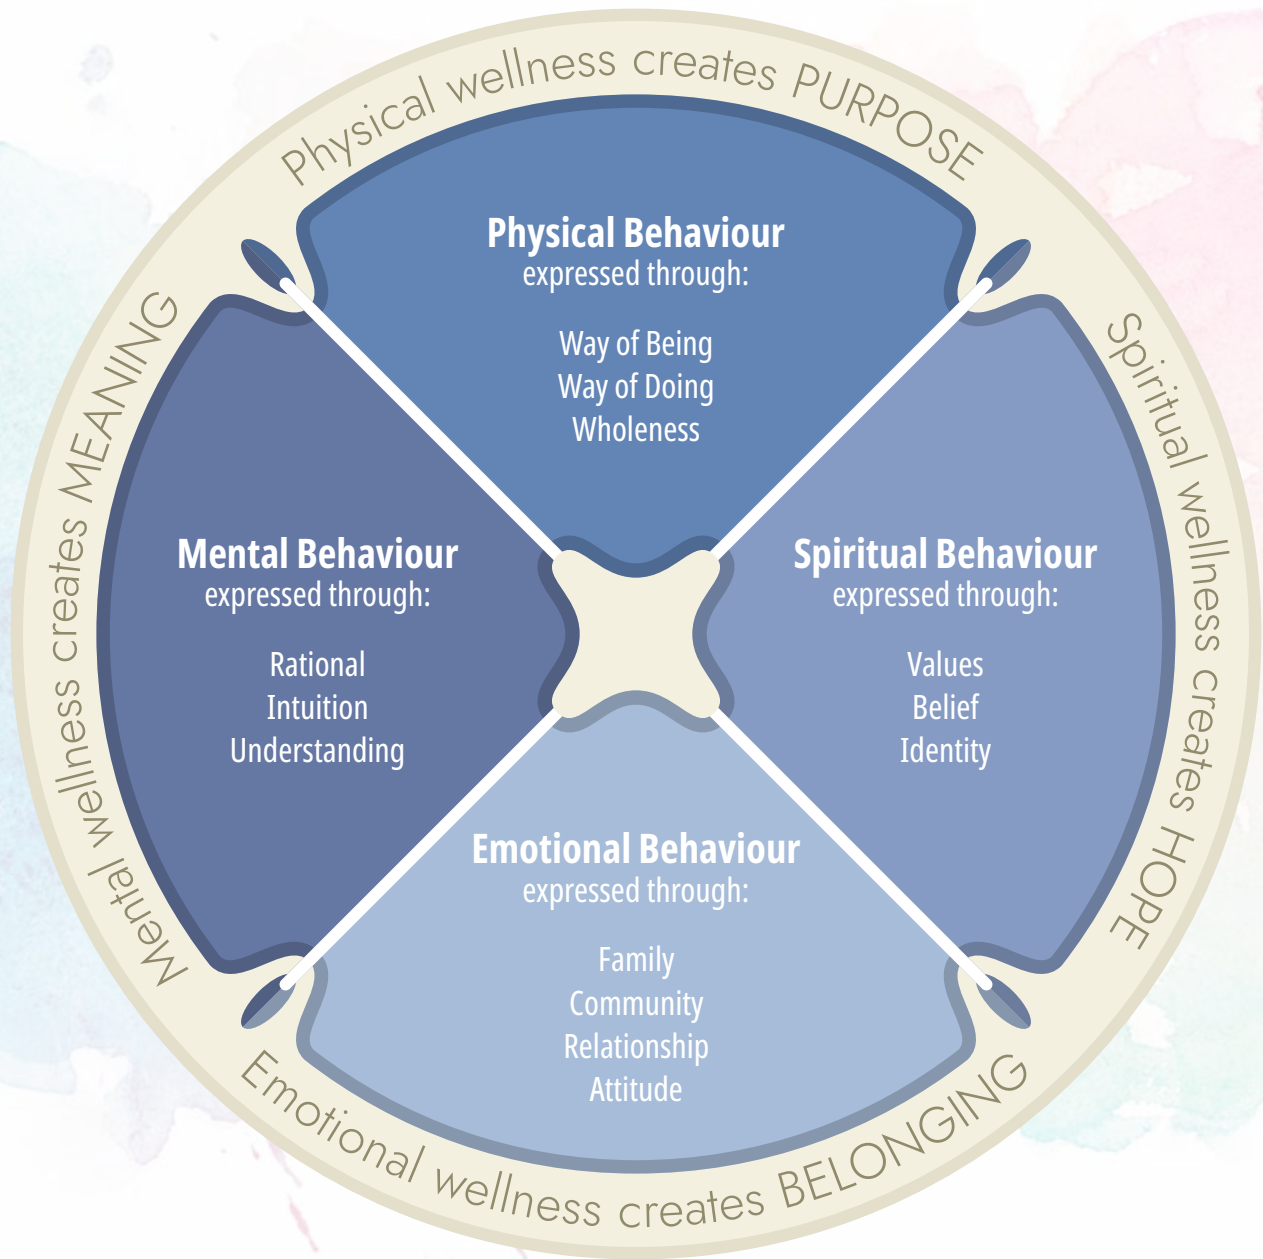 Physical wellness creates PURPOSE
Physical Behaviour
expressed through:
Way of Being
Way of Doing
Wholeness
Mental wellness creates MEANING
Mental Behaviour
expressed through:
Rational
Intuition
Understanding
Spiritual Behaviour
expressed through:
Values
Belief
Identity
Spiritual wellness creates HOPE
Emotional Behaviour
expressed through:
Family
Community
Relationship
Attitude
Emotional wellness creates BELONGING